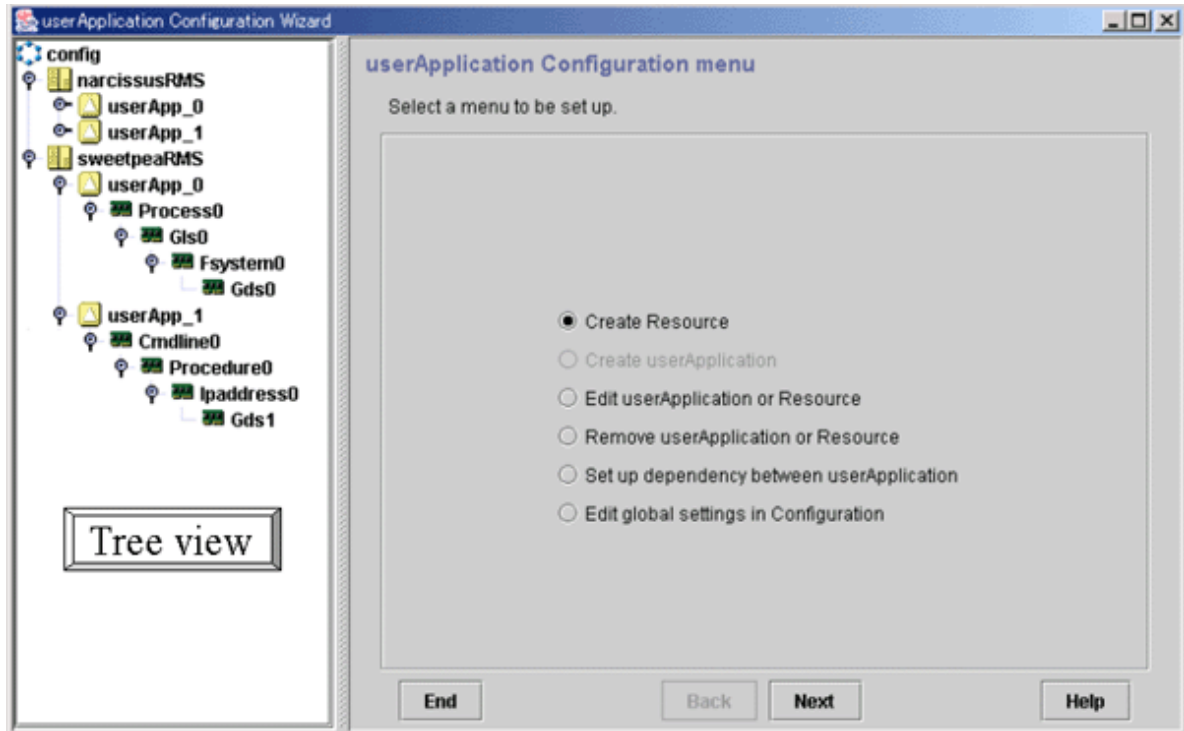 userApplication Configuration Wizard
config
narcissusRMS
userApp_0
userApp_1
sweetpeaRMS
userApp_0
Process0
Gls0
Fsystem0
Gds0
userApp_1
Cmdline0
Procedure0
Ipaddress0
Gds1
Tree view
userApplication Configuration menu
Select a menu to be set up.
Create Resource
Create userApplication
Edit userApplication or Resource
Remove userApplication or Resource
Set up dependency between userApplication
Edit global settings in Configuration
End
Back
Next
Help